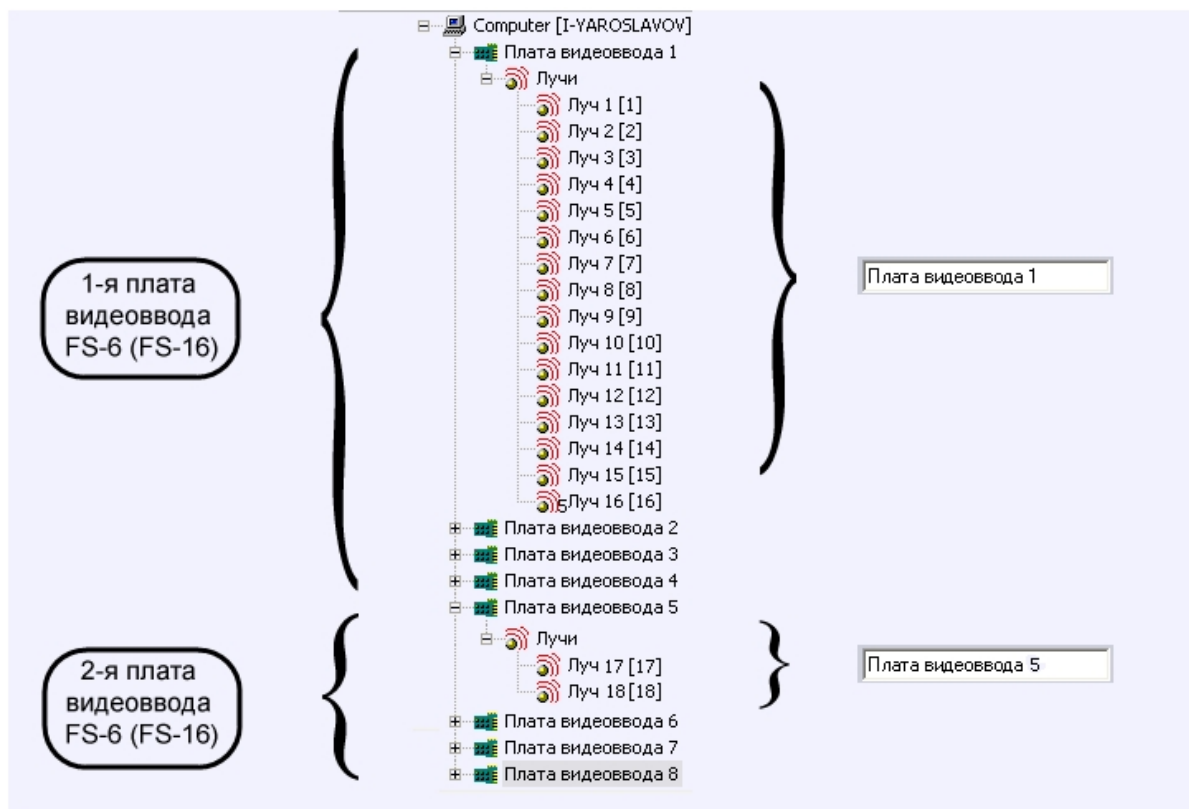 Computer [I-YAROSLAVOV]
Плата видеоввода 1
Лучи
Луч 1 [1]
Луч 2 [2]
Луч 3 [3]
Луч 4 [4]
Луч 5 [5]
Луч 6 [6]
Луч 7 [7]
Луч 8 [8]
Луч 9 [9]
Луч 10 [10]
Луч 11 [11]
Луч 12 [12]
Луч 13 [13]
Луч 14 [14]
Луч 15 [15]
5 Луч 16 [16]
Плата видеоввода 2
Плата видеоввода 3
Плата видеоввода 4
Плата видеоввода 5
Лучи
Луч 17 [17]
Луч 18 [18]
Плата видеоввода 6
Плата видеоввода 7
Плата видеоввода 8
1-я плата
видеоввода
FS-6 (FS-16)
2-я плата
видеоввода
FS-6 (FS-16)
Плата видеоввода 1
Плата видеоввода 5